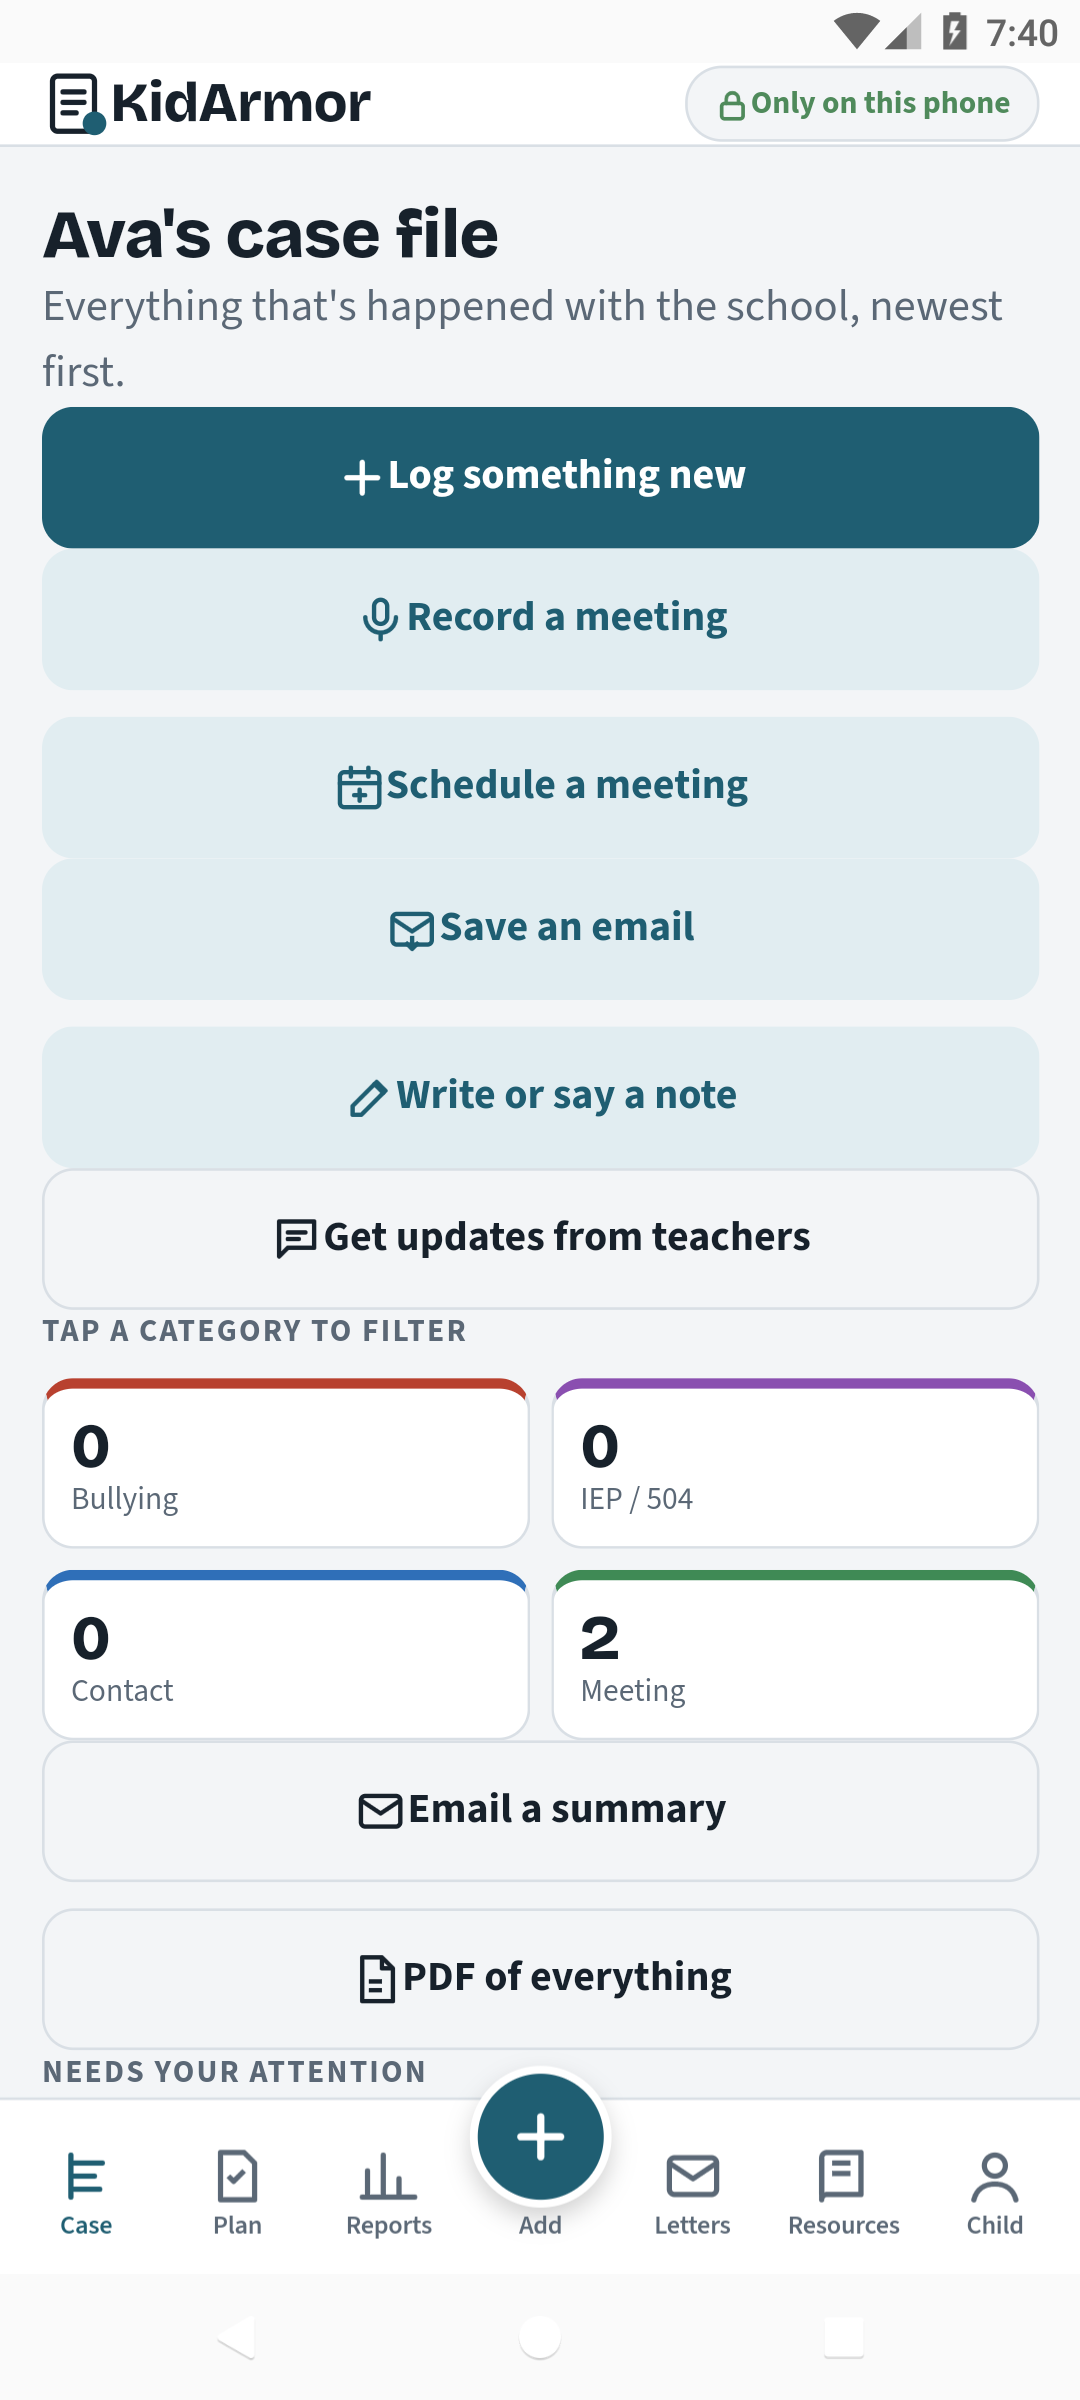 7:40
KidArmor
Only on this phone
Ava's case file
Everything that's happened with the school, newest
first.
Log something new
Record a meeting
Schedule a meeting
Save an email
Write or say a note
Get updates from teachers
TAP A CATEGORY TO FILTER
0
Bullying
0
IEP / 504
0
Contact
2
Meeting
Email a summary
PDF of everything
NEEDS YOUR ATTENTION
Case
Plan
Reports
Add
Letters
Resources
Child